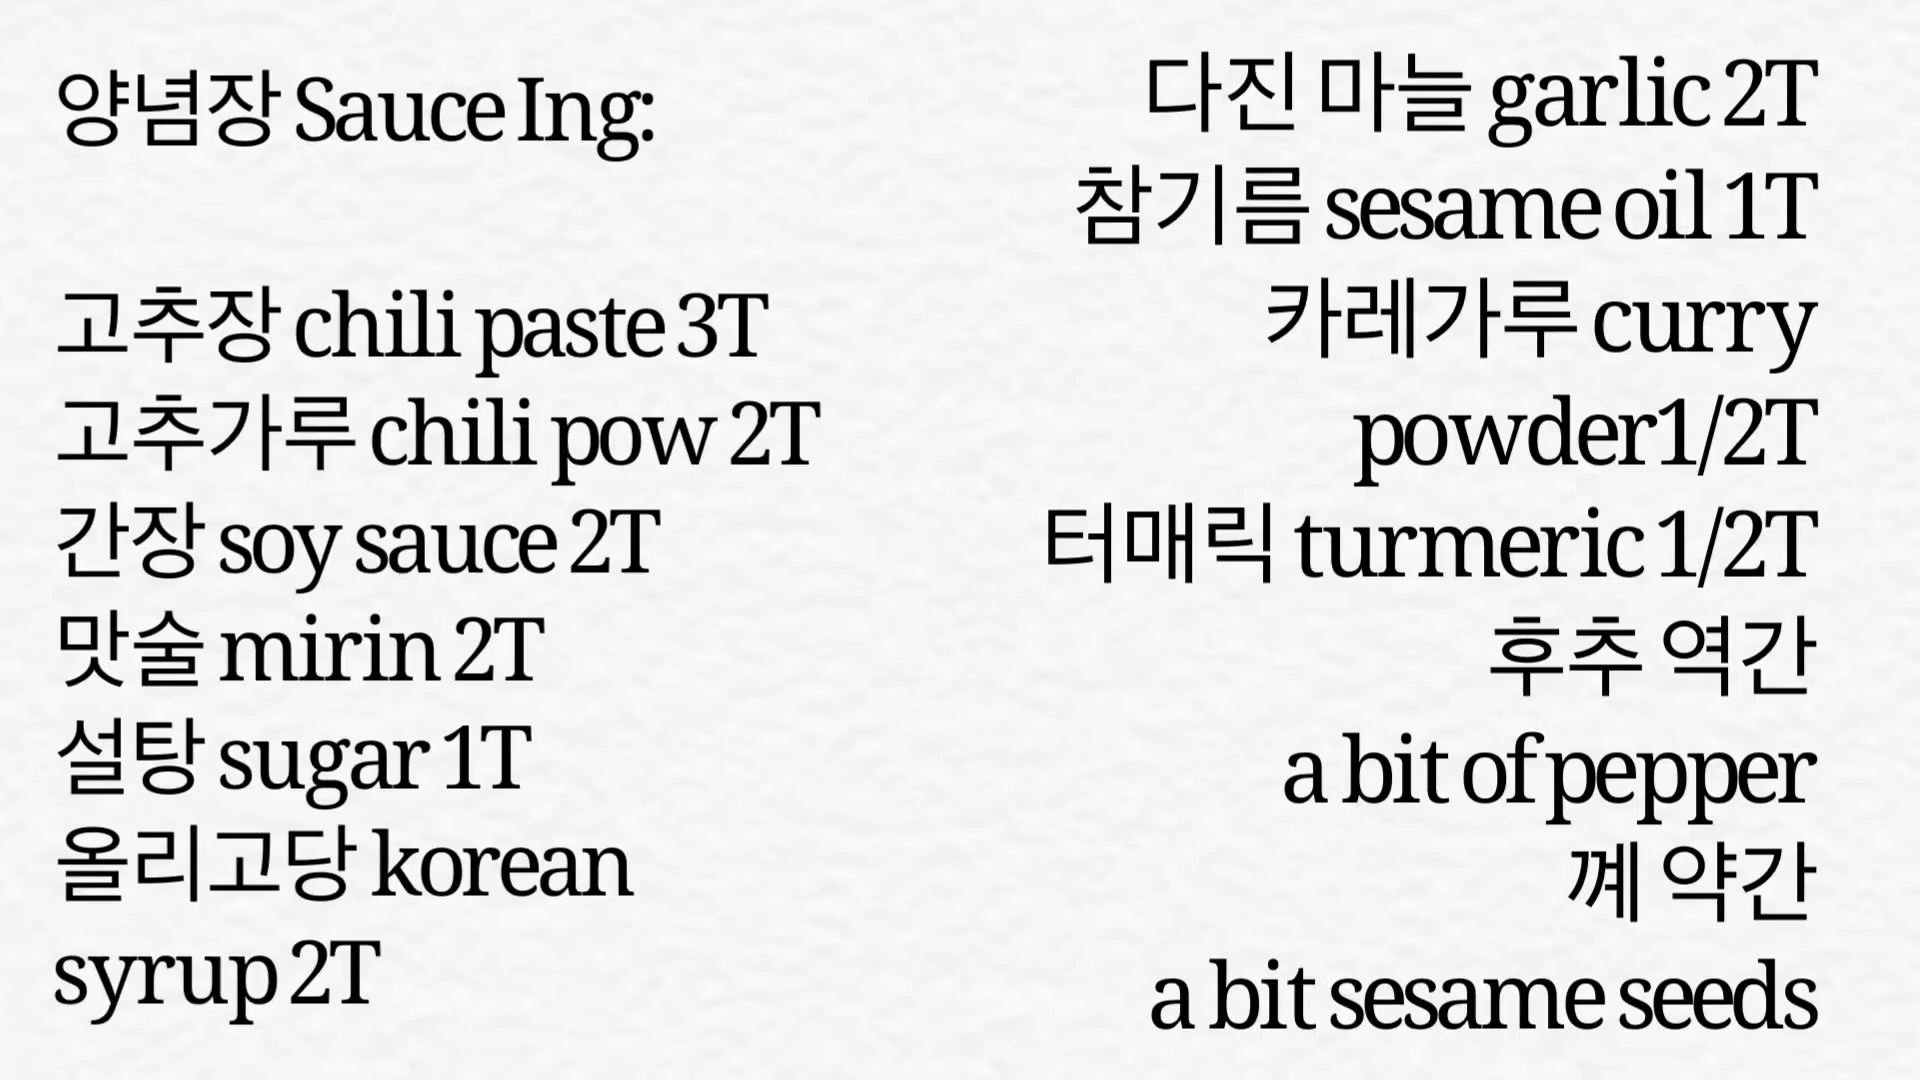 양념장 Sauce Ing:
고추장 chili paste 3T
고추가루 chili pow 2T
간장 soy sauce 2T
맛술 mirin 2T
설탕 sugar 1T
올리고당 korean
syrup 2T
다진 마늘 garlic 2T
참기름 sesame oil 1T
카레가루 curry
powder1/2T
터매릭 turmeric 1/2T
후추 역간
a bit of pepper
꼐 약간
a bit sesame seeds